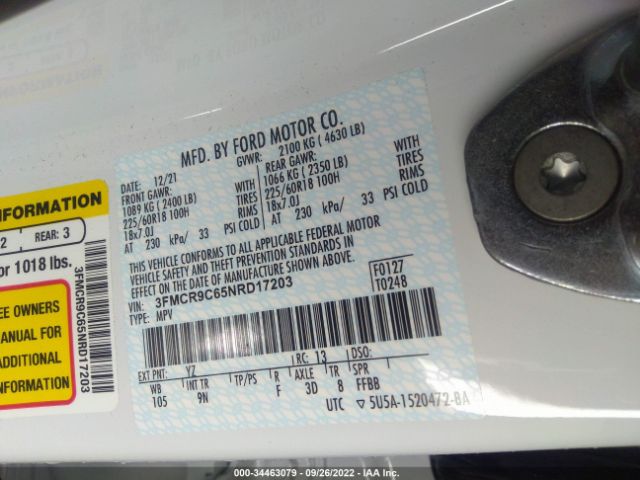 MFD. BY FORD MOTOR CO.
DATE: 12/21 GVWR: 2100 KG ( 4630 LB)
FRONT GAWR: REAR GAWR:
1089 KG ( 2400 LB) WITH 1066 KG ( 2350 LB) WITH
225/60R18 100H TIRES 225/60R18 100H TIRES
18x7.0J RIMS 18x7.0J RIMS
AT 230 kPa/ 33 PSI COLD AT 230 kPa/ 33 PSI COLD
THIS VEHICLE CONFORMS TO ALL APPLICABLE FEDERAL MOTOR
VEHICLE SAFETY AND THEFT PREVENTION STANDARDS IN
EFFECT ON THE DATE OF MANUFACTURE SHOWN ABOVE.
VIN: 3FMCR9C65NRD17203 F0127
TYPE: MPV T0248
EXT PNT: YZ RC: 13 DSO:
WB INT TR TP/PS R AXLE TR SPR
105 9N F 3D 8 FFBB
UTC ▽ 5U5A-1520472-BA
INFORMATION
2 REAR: 3
or 1018 lbs.
EE OWNERS
MANUAL FOR
ADDITIONAL
INFORMATION
3FMCR9C65NRD17203
000-34463079 - 09/26/2022 - IAA Inc.